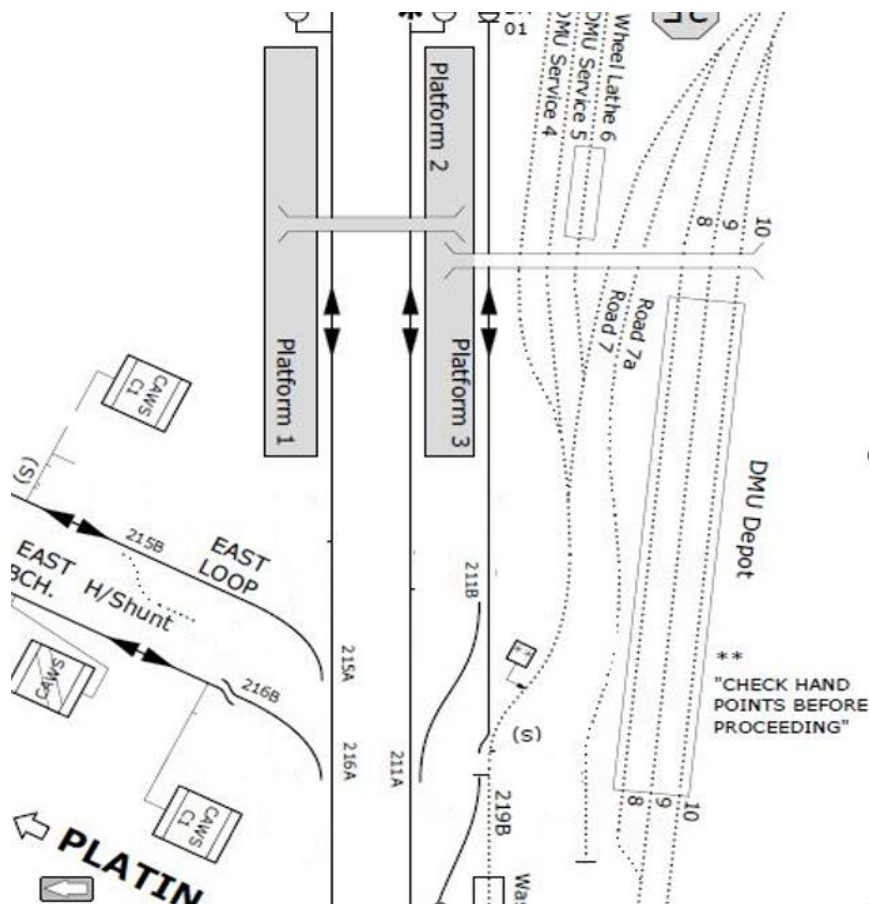 01
DMU Service 4
DMU Service 5
Wheel Lathe 6
Platform 2
8
9
10
Platform 1
Platform 3
Road 7
Road 7a
CAWS
C1
(S)
215B
EAST
LOOP
EAST
BCH.
H/Shunt
211B
DMU Depot
CAWS
216B
215A
216A
211A
**
**
"CHECK HAND
POINTS BEFORE
PROCEEDING"
(S)
219B
CAWS
C1
8
9
10
PLATIN
Was